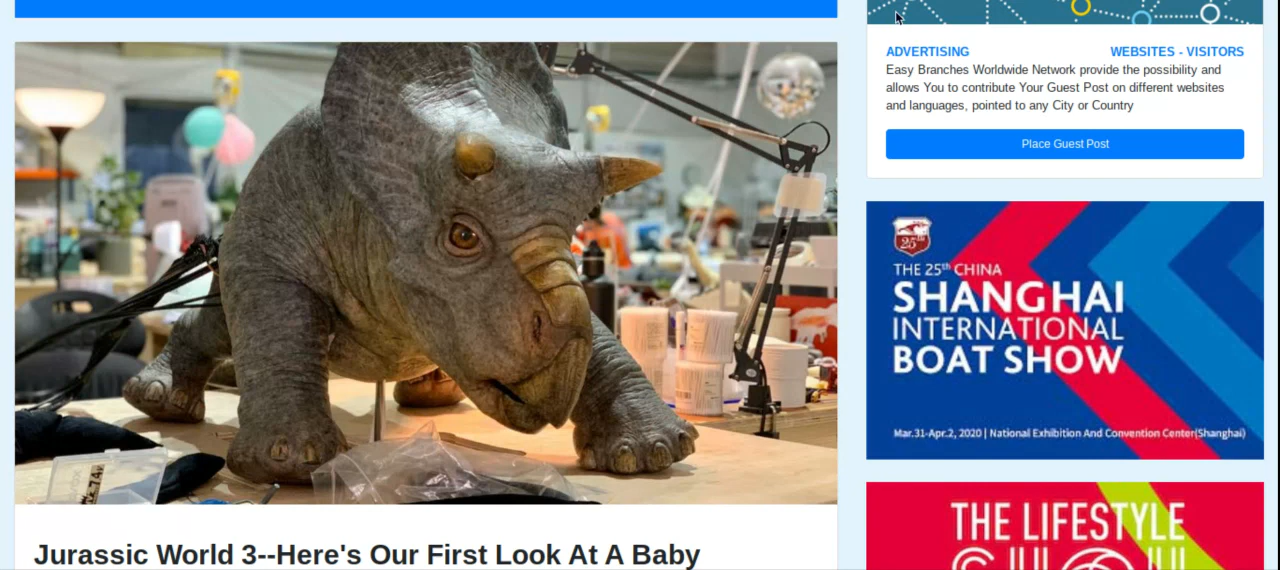 ADVERTISING WEBSITES - VISITORS
Easy Branches Worldwide Network provide the possibility and
allows You to contribute Your Guest Post on different websites
and languages, pointed to any City or Country
Place Guest Post
25th
THE 25th CHINA
SHANGHAI
INTERNATIONAL
BOAT SHOW
Mar.31-Apr.2, 2020 | National Exhibition And Convention Center(Shanghai)
THE LIFESTYLE
Jurassic World 3--Here's Our First Look At A Baby